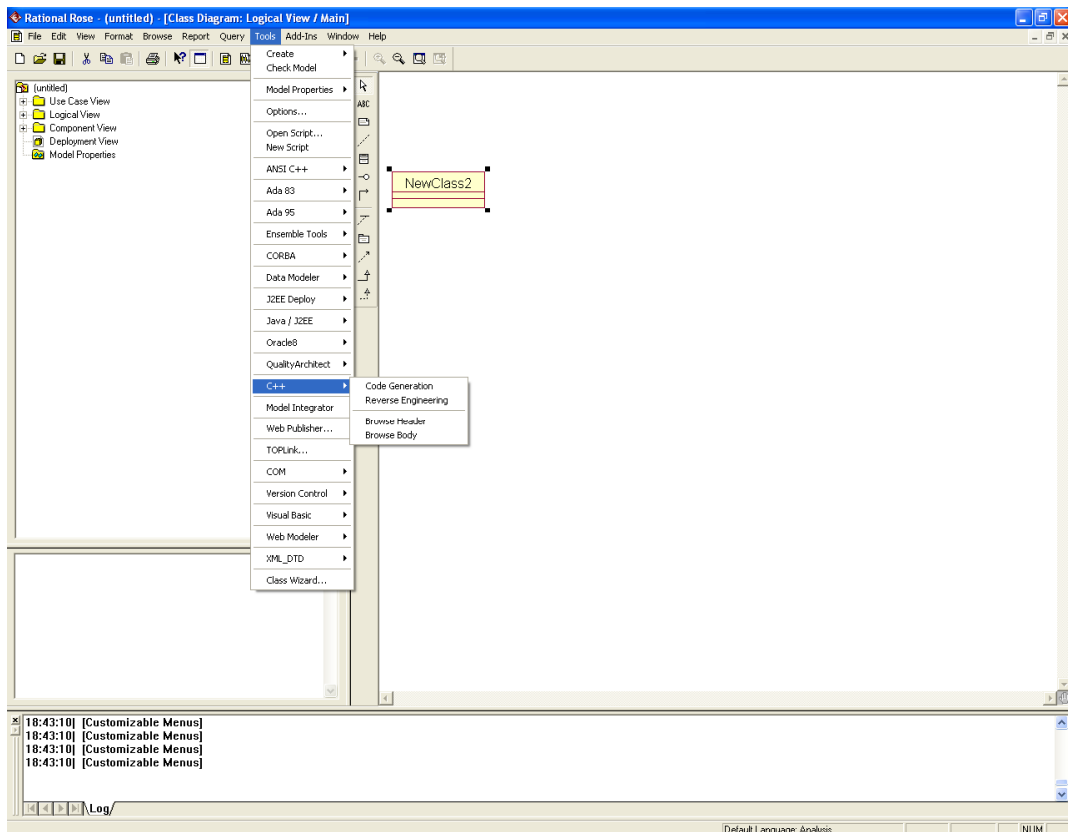 Rational Rose - (untitled) - [Class Diagram: Logical View / Main]
File Edit View Format Browse Report Query Tools Add-Ins Window Help
(untitled)
Use Case View
Logical View
Component View
Deployment View
Model Properties
Create
Check Model
Model Properties
Options...
Open Script...
New Script
ANSI C++
Ada 83
Ada 95
Ensemble Tools
CORBA
Data Modeler
J2EE Deploy
Java / J2EE
Oracle8
QualityArchitect
C++
Model Integrator
Web Publisher...
TOPLink...
COM
Version Control
Visual Basic
Web Modeler
XML_DTD
Class Wizard...
Code Generation
Reverse Engineering
Browse Header
Browse Body
ABC
NewClass2
18:43:10| [Customizable Menus]
18:43:10| [Customizable Menus]
18:43:10| [Customizable Menus]
18:43:10| [Customizable Menus]
Log
Default Language: Analysis
NUM